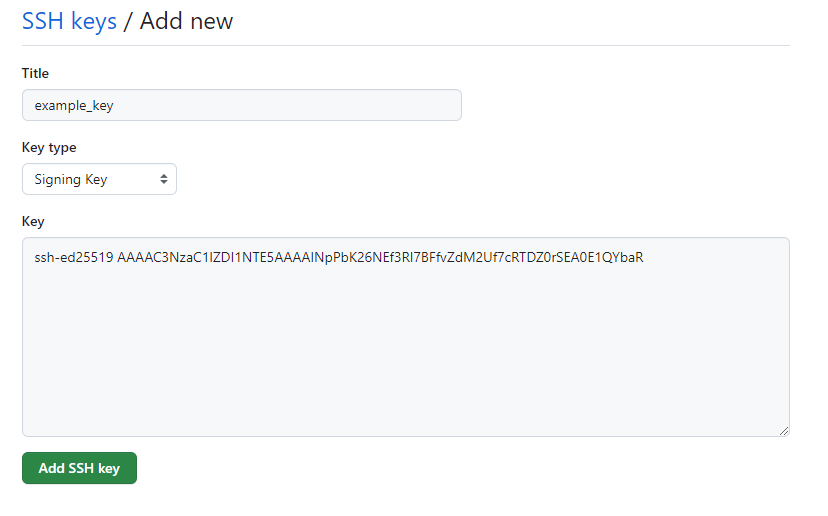 SSH keys / Add new
Title
example_key
Key type
Signing Key
Key
ssh-ed25519 AAAAC3NzaC1lZDI1NTE5AAAAINpPbK26NEf3Rl7BFfvZdM2Uf7cRTDZ0rSEA0E1QYbaR
Add SSH key